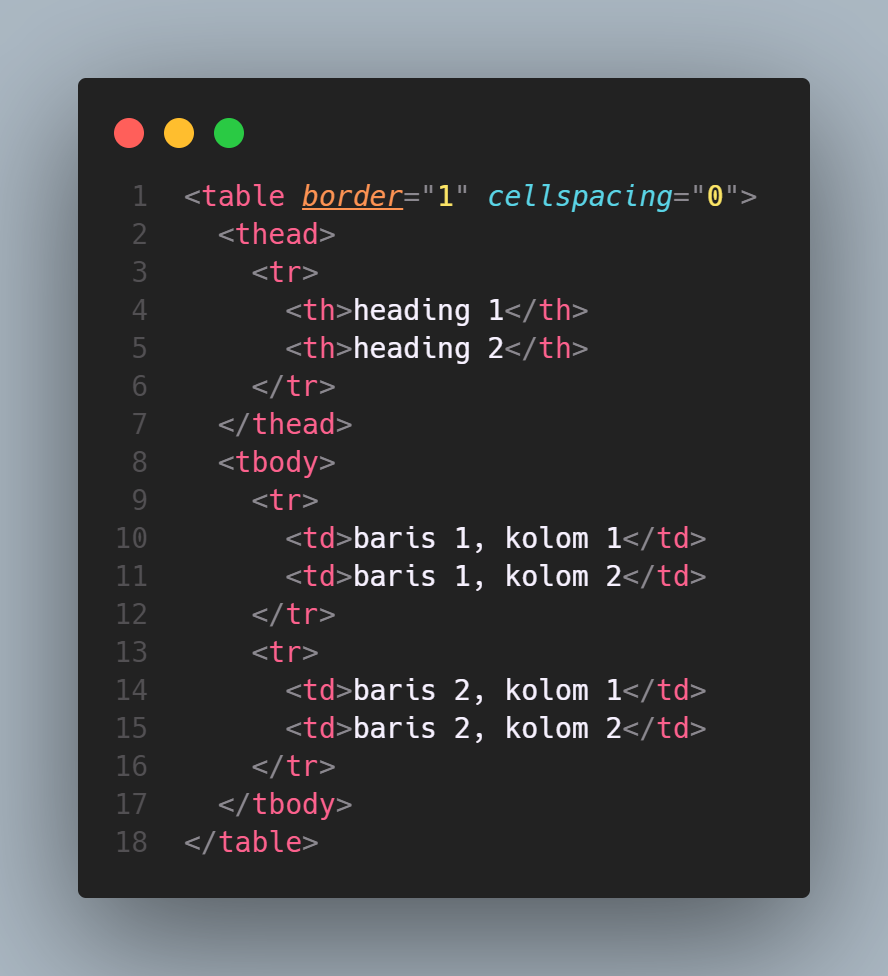 1 <table border="1" cellspacing="0">
2   <thead>
3     <tr>
4       <th>heading 1</th>
5       <th>heading 2</th>
6     </tr>
7   </thead>
8   <tbody>
9     <tr>
10       <td>baris 1, kolom 1</td>
11       <td>baris 1, kolom 2</td>
12     </tr>
13     <tr>
14       <td>baris 2, kolom 1</td>
15       <td>baris 2, kolom 2</td>
16     </tr>
17   </tbody>
18 </table>